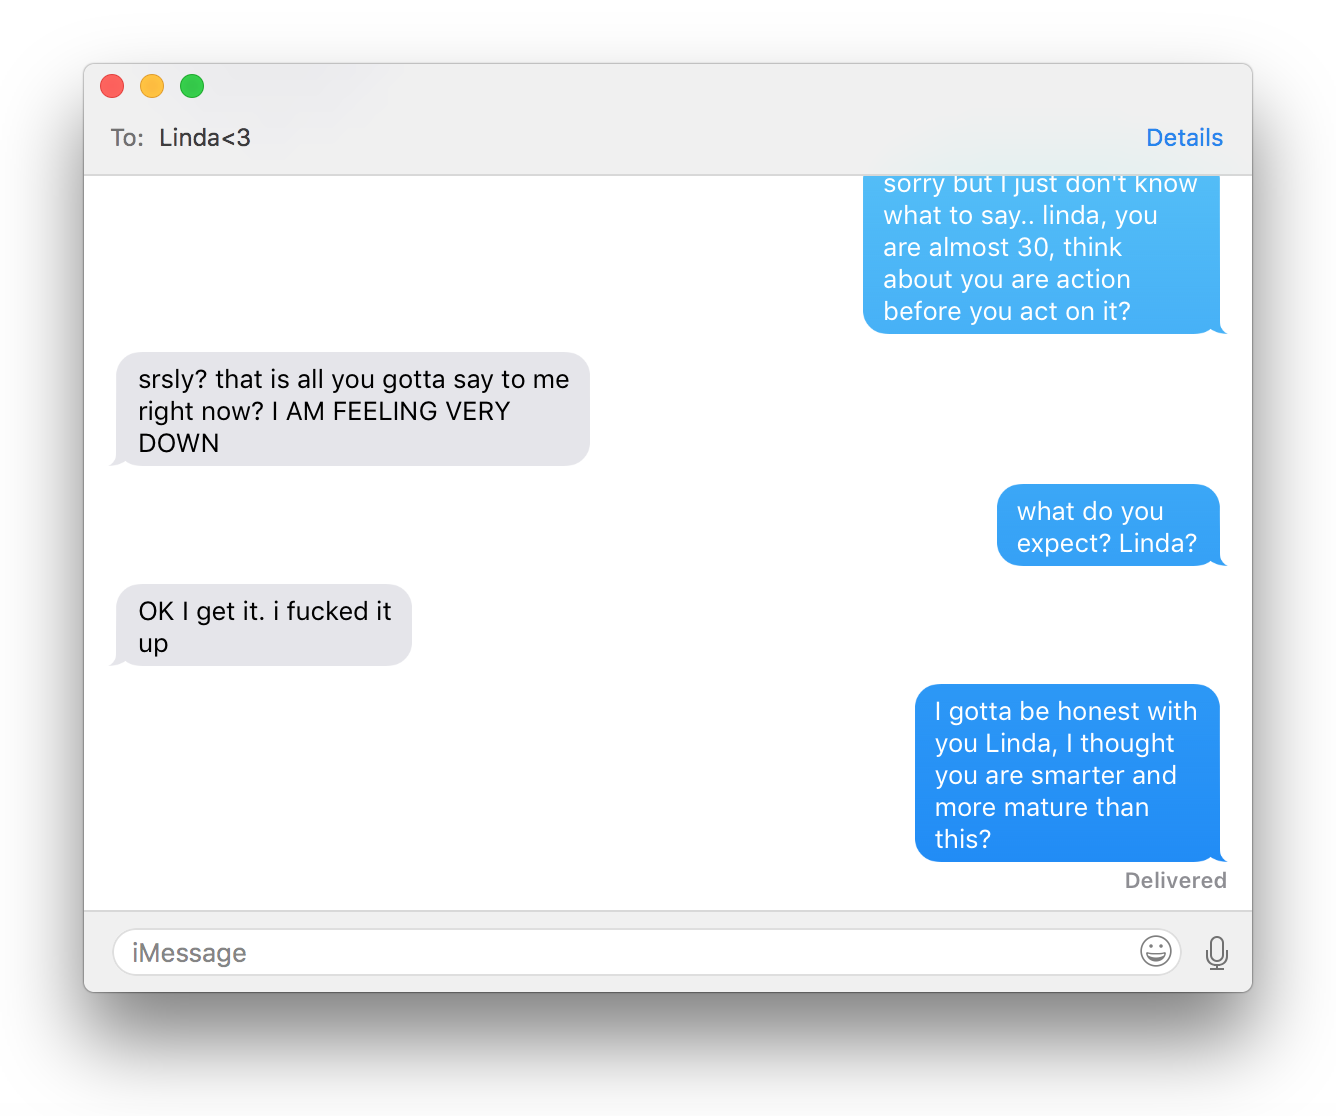 To: Linda<3
Details
sorry but I just don't know
what to say.. linda, you
are almost 30, think
about you are action
before you act on it?
srsly? that is all you gotta say to me
right now? I AM FEELING VERY
DOWN
what do you
expect? Linda?
OK I get it. i fucked it
up
I gotta be honest with
you Linda, I thought
you are smarter and
more mature than
this?
Delivered
iMessage